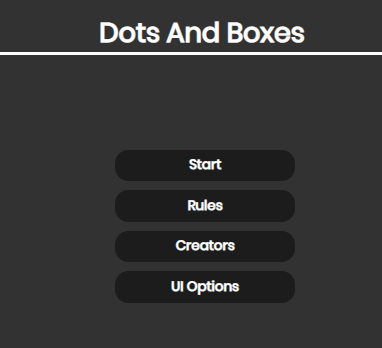 Dots And Boxes
Start
Rules
Creators
UI Options